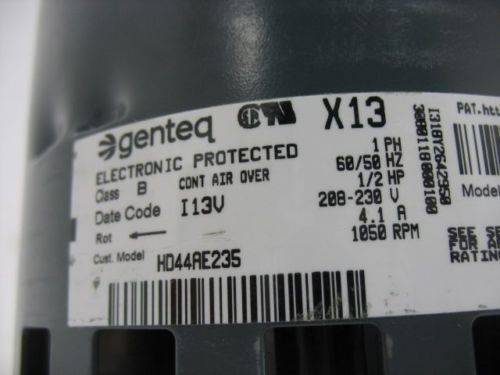 genteq
X13
ELECTRONIC PROTECTED
Class B CONT AIR OVER
Date Code I13V
Rot ←
Cust. Model HD44AE235
1 PH
60/50 HZ
1/2 HP
208-230 V
4.1 A
1050 RPM
PAT.htt
Model
SEE SE
FOR A
RATING